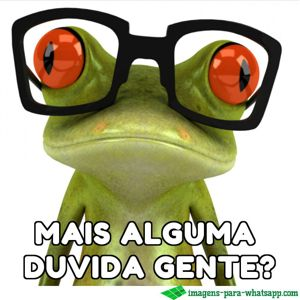 MAIS ALGUMA
DUVIDA GENTE?
imagens-para-whatsapp.com